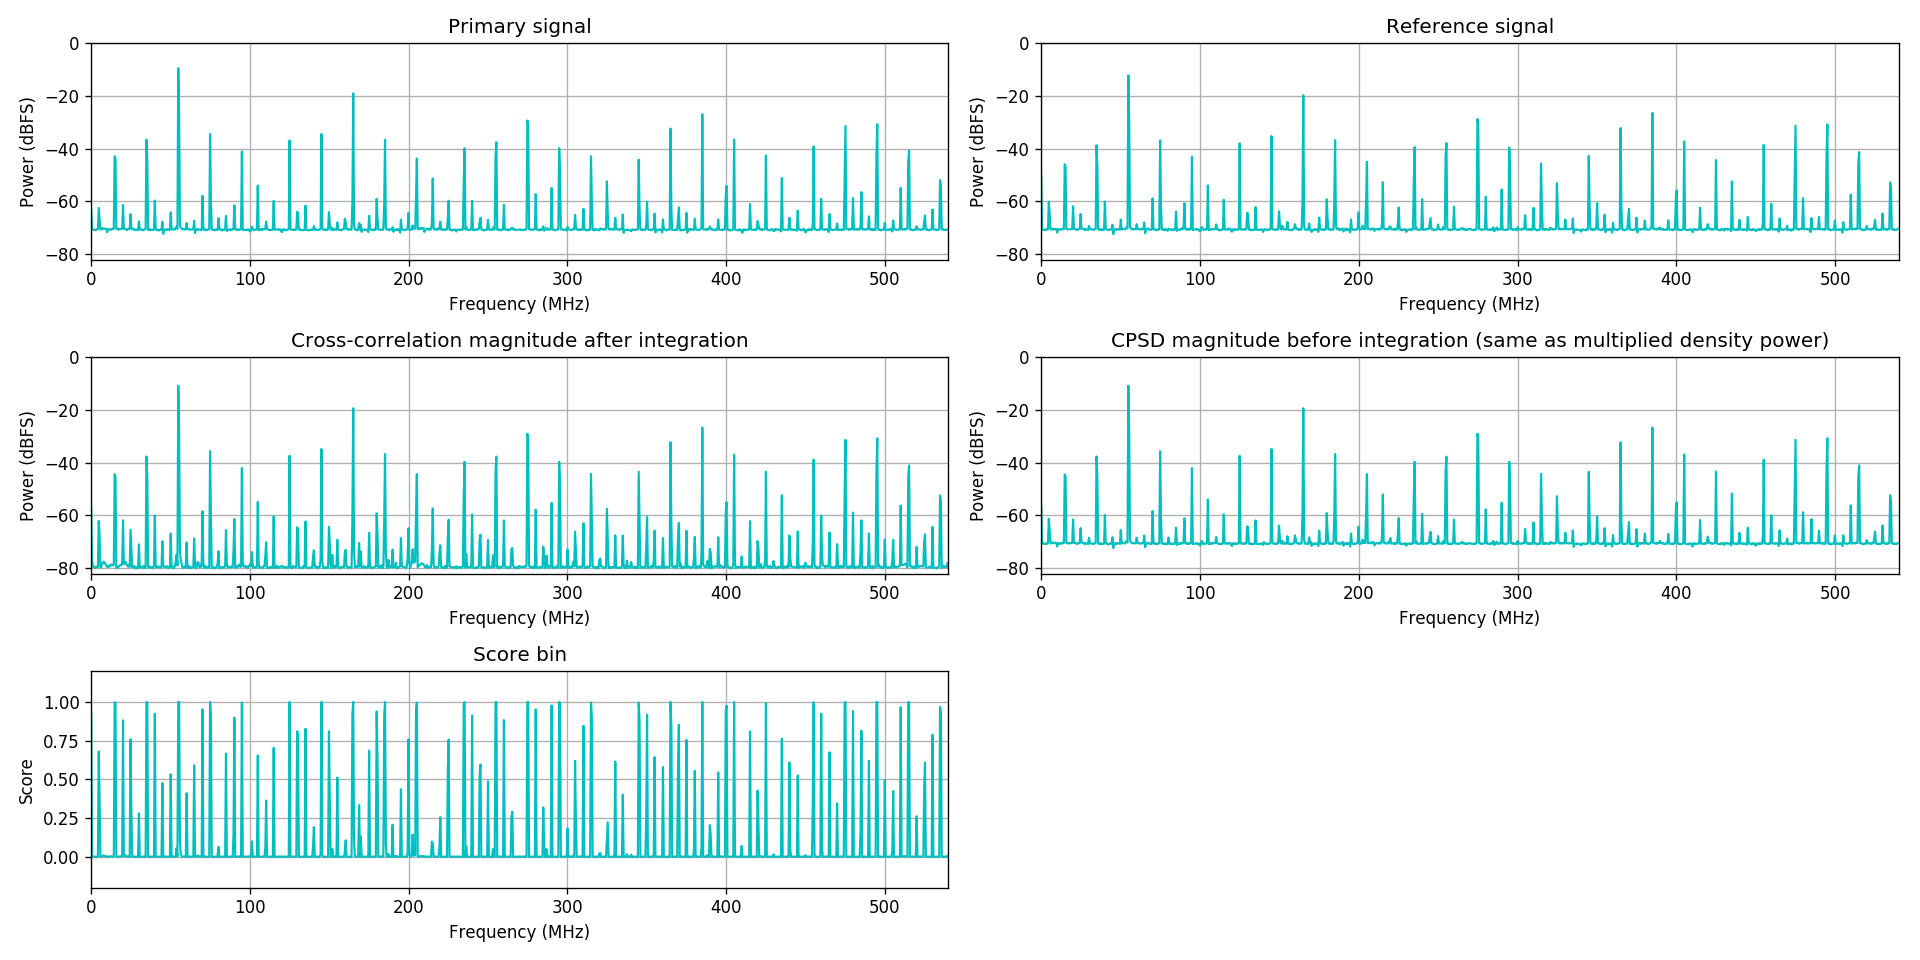 Primary signal
0
−20
−40
−60
−80
Power (dBFS)
0 100 200 300 400 500
Frequency (MHz)
Reference signal
0
−20
−40
−60
−80
Power (dBFS)
0 100 200 300 400 500
Frequency (MHz)
Cross-correlation magnitude after integration
0
−20
−40
−60
−80
Power (dBFS)
0 100 200 300 400 500
Frequency (MHz)
CPSD magnitude before integration (same as multiplied density power)
0
−20
−40
−60
−80
Power (dBFS)
0 100 200 300 400 500
Frequency (MHz)
Score bin
1.00
0.75
0.50
0.25
0.00
Score
0 100 200 300 400 500
Frequency (MHz)